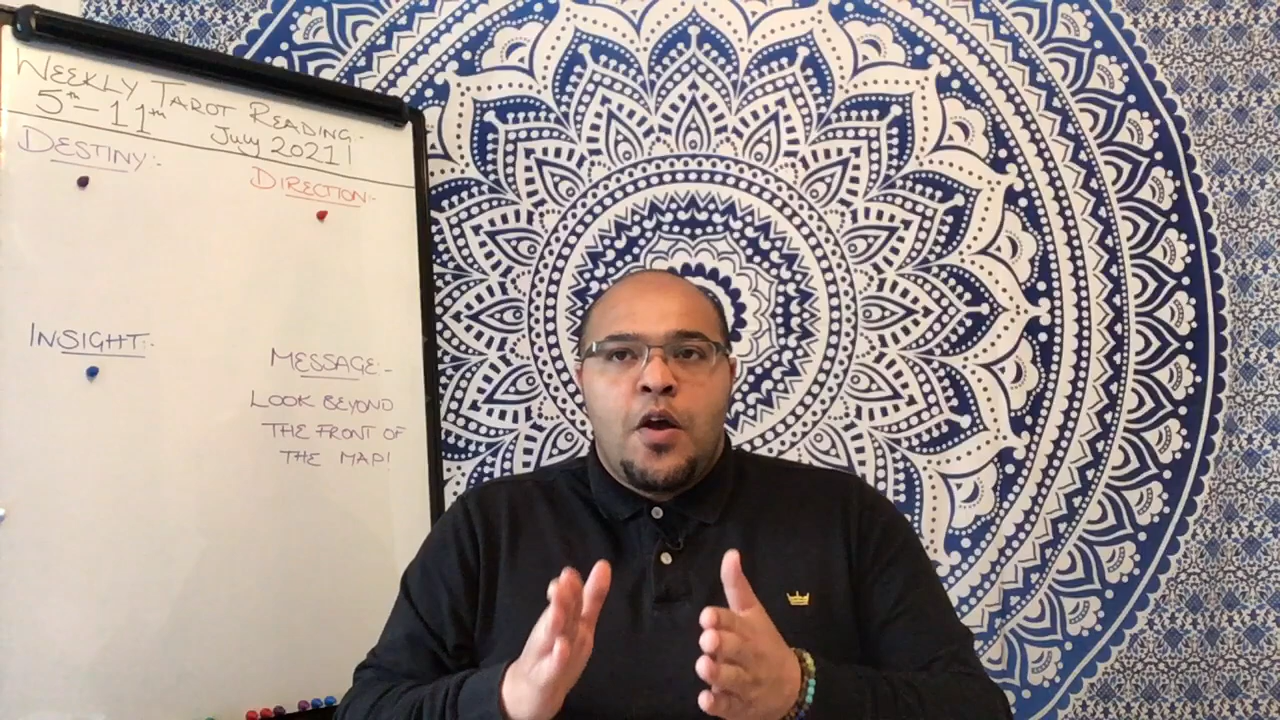 WEEKLY TAROT READING:-
5th-11th July 2021!
DESTINY:-
DIRECTION:-
INSIGHT:-
MESSAGE:-
LOOK BEYOND
THE FRONT OF
THE MAP!